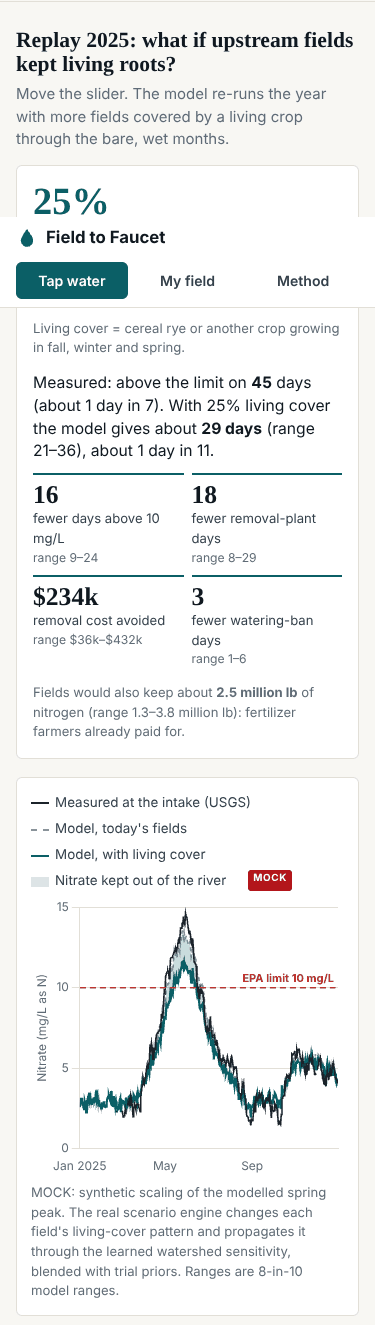 Replay 2025: what if upstream fields
kept living roots?
Move the slider. The model re-runs the year
with more fields covered by a living crop
through the bare, wet months.
25%
Field to Faucet
Tap water
My field
Method
Living cover = cereal rye or another crop growing
in fall, winter and spring.
Measured: above the limit on 45 days
(about 1 day in 7). With 25% living cover
the model gives about 29 days (range
21–36), about 1 day in 11.
16
fewer days above 10
mg/L
range 9–24
18
fewer removal-plant
days
range 8–29
$234k
removal cost avoided
range $36k–$432k
3
fewer watering-ban
days
range 1–6
Fields would also keep about 2.5 million lb of
nitrogen (range 1.3–3.8 million lb): fertilizer
farmers already paid for.
Measured at the intake (USGS)
Model, today's fields
Model, with living cover
Nitrate kept out of the river
MOCK
15
10
5
0
Nitrate (mg/L as N)
EPA limit 10 mg/L
Jan 2025
May
Sep
MOCK: synthetic scaling of the modelled spring
peak. The real scenario engine changes each
field's living-cover pattern and propagates it
through the learned watershed sensitivity,
blended with trial priors. Ranges are 8-in-10
model ranges.